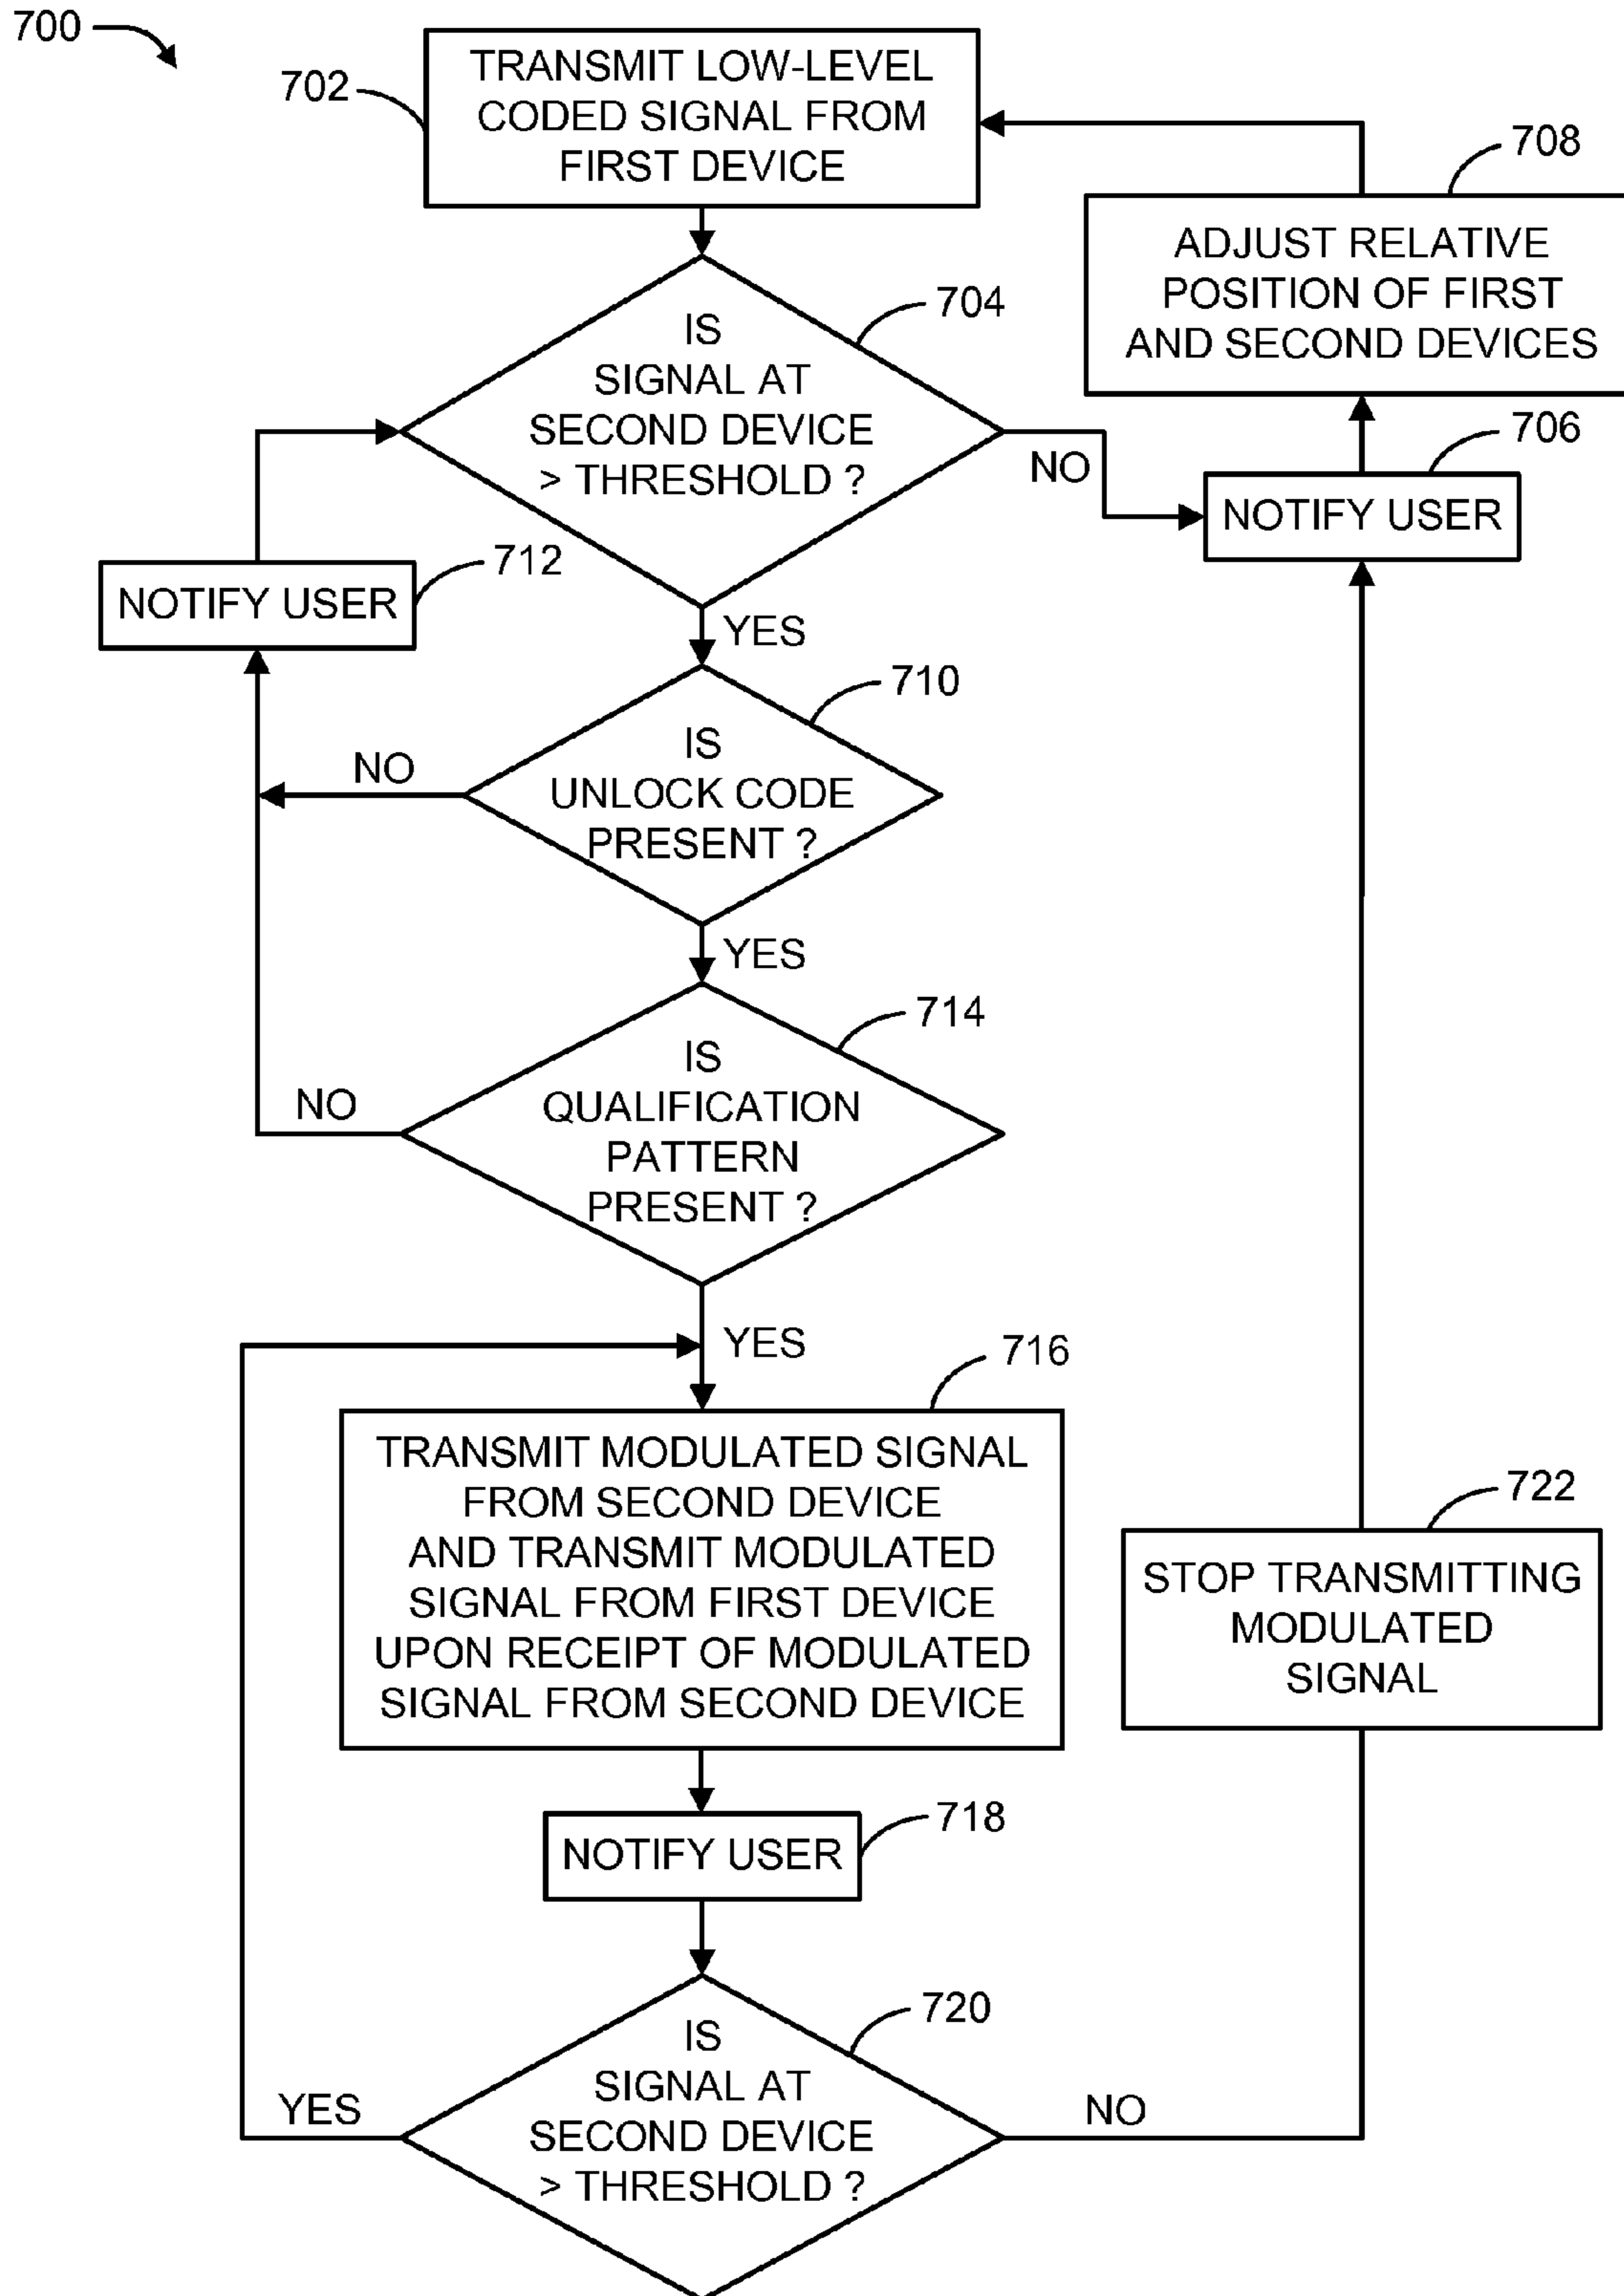 700
702
TRANSMIT LOW-LEVEL
CODED SIGNAL FROM
FIRST DEVICE
708
ADJUST RELATIVE
POSITION OF FIRST
AND SECOND DEVICES
704
IS
SIGNAL AT
SECOND DEVICE
> THRESHOLD ?
NO
706
NOTIFY USER
712
NOTIFY USER
YES
710
IS
UNLOCK CODE
PRESENT ?
NO
YES
714
IS
QUALIFICATION
PATTERN
PRESENT ?
NO
YES
716
TRANSMIT MODULATED SIGNAL
FROM SECOND DEVICE
AND TRANSMIT MODULATED
SIGNAL FROM FIRST DEVICE
UPON RECEIPT OF MODULATED
SIGNAL FROM SECOND DEVICE
722
STOP TRANSMITTING
MODULATED
SIGNAL
718
NOTIFY USER
720
IS
SIGNAL AT
SECOND DEVICE
> THRESHOLD ?
YES
NO